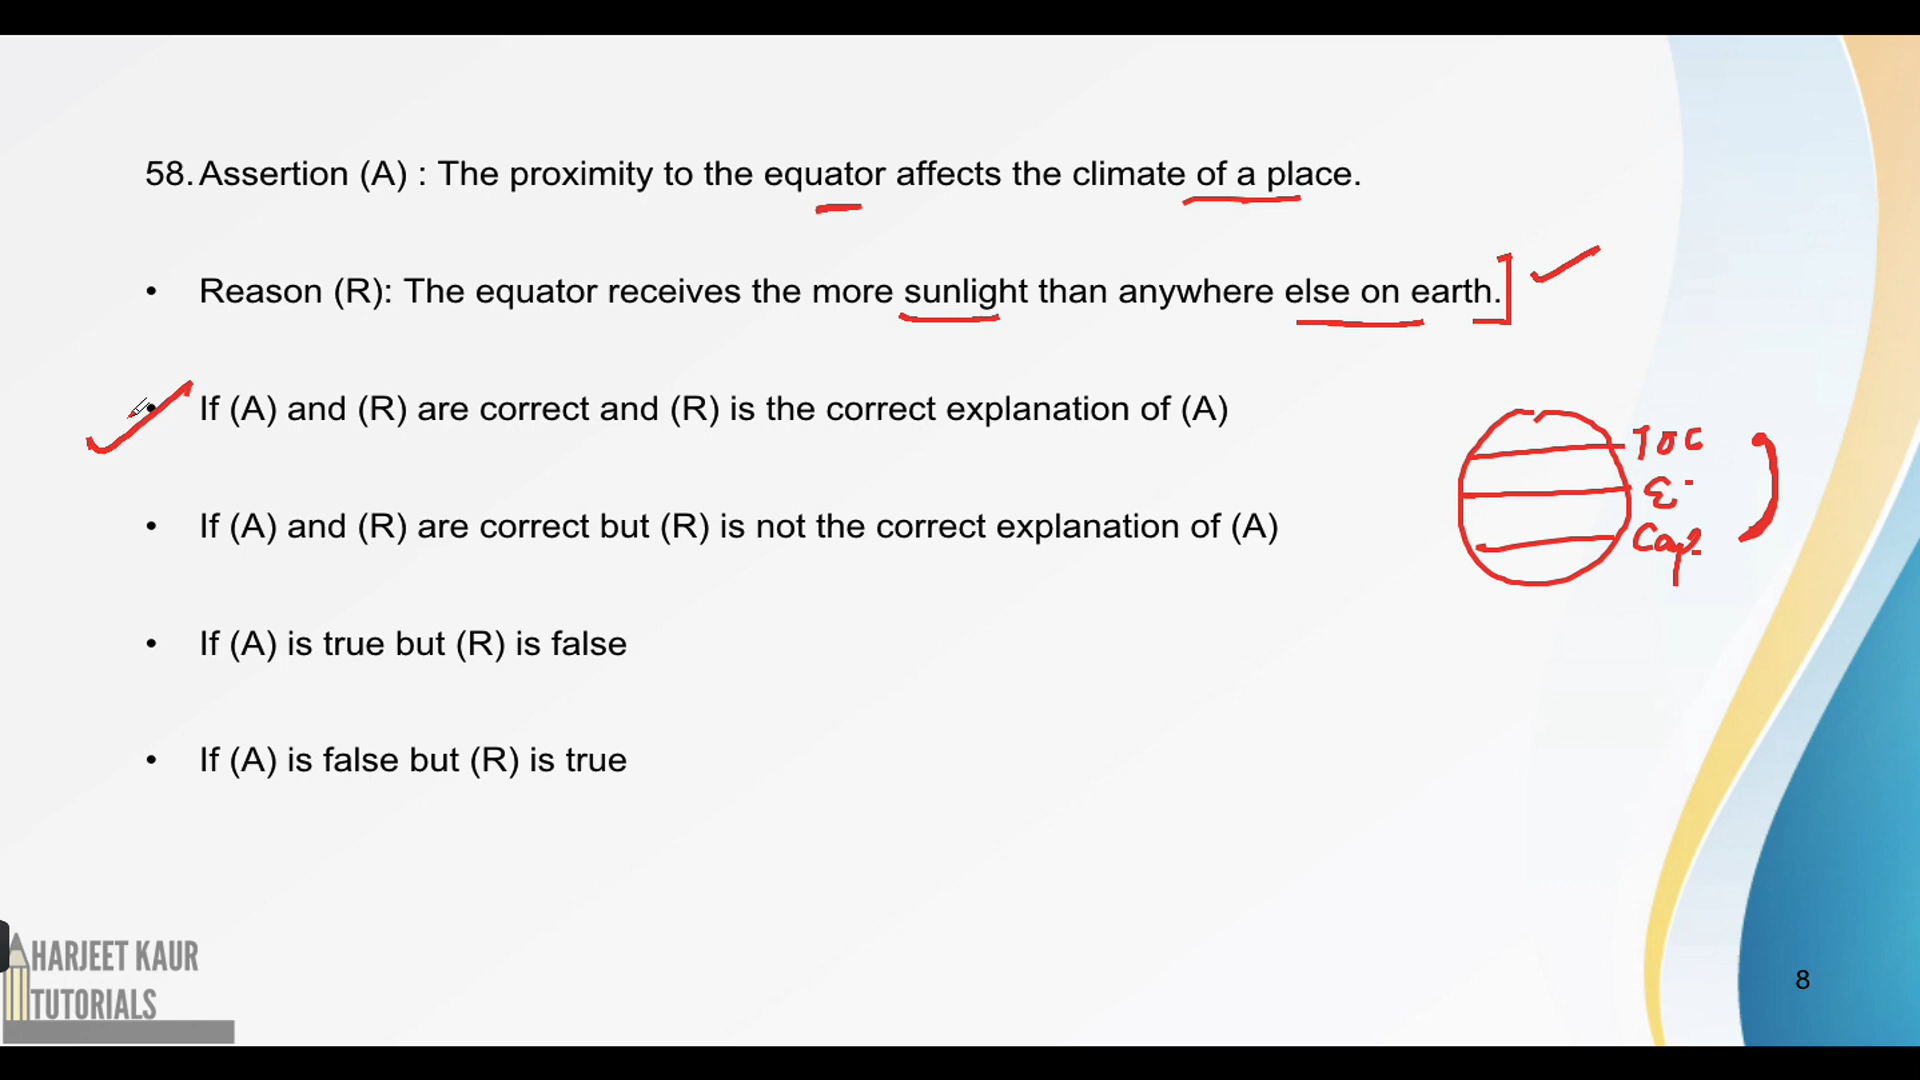 58. Assertion (A) : The proximity to the equator affects the climate of a place.
• Reason (R): The equator receives the more sunlight than anywhere else on earth.
• If (A) and (R) are correct and (R) is the correct explanation of (A)
TOC
E
Cap
• If (A) and (R) are correct but (R) is not the correct explanation of (A)
• If (A) is true but (R) is false
• If (A) is false but (R) is true
HARJEET KAUR
TUTORIALS
8